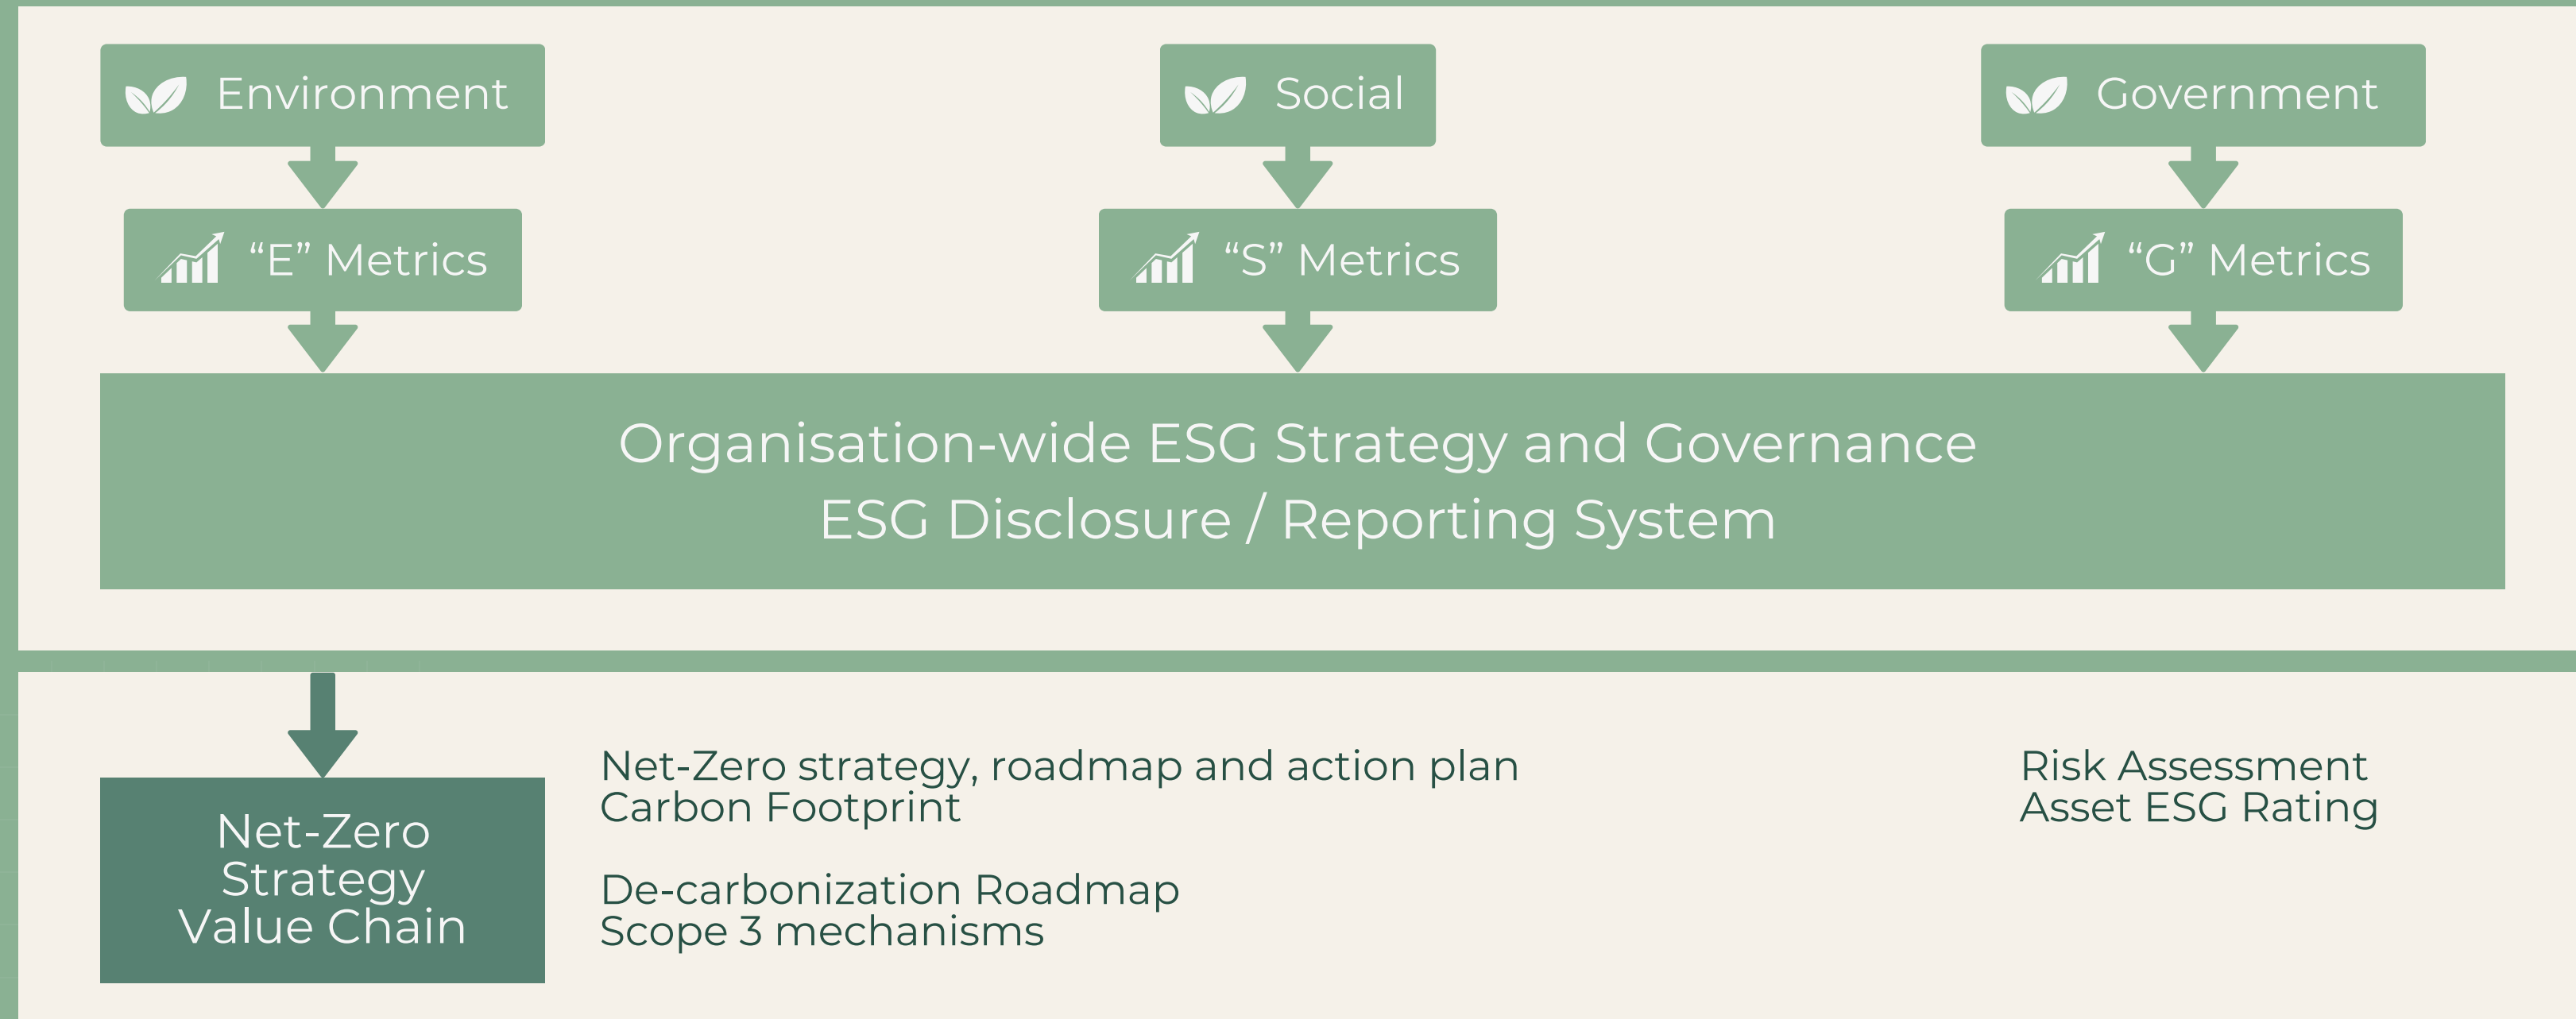 Environment
Social
Government
“E” Metrics
“S” Metrics
“G” Metrics
Organisation-wide ESG Strategy and Governance
ESG Disclosure / Reporting System
Net-Zero
Strategy
Value Chain
Net-Zero strategy, roadmap and action plan
Carbon Footprint
De-carbonization Roadmap
Scope 3 mechanisms
Risk Assessment
Asset ESG Rating